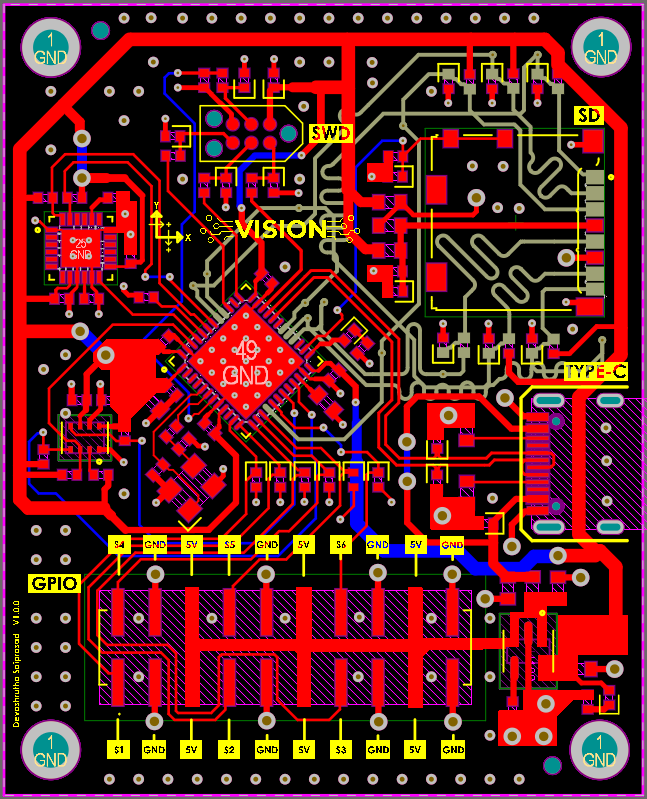 1
GND
1
GND
SD
SWD
Y
X
VISION
25
GND
49
GND
TYPE-C
S4 GND 5V S5 GND 5V S6 GND 5V GND
GPIO
Devashrutha Saiprasad V1.0.0
S1 GND 5V S2 GND 5V S3 GND 5V GND
1
GND
1
GND